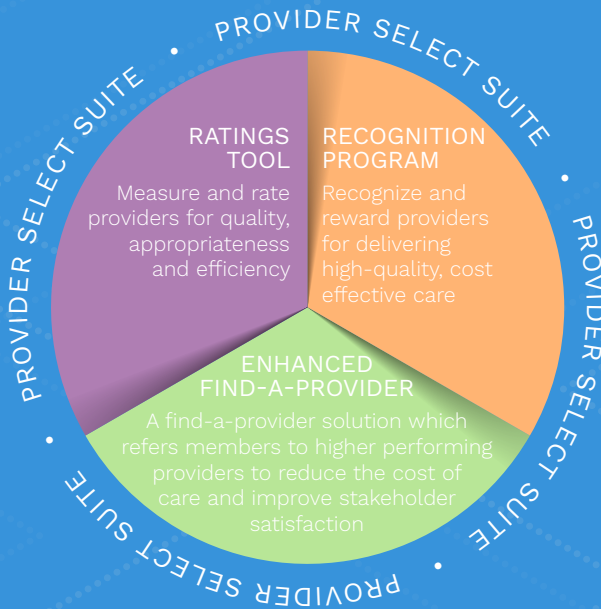 PROVIDER SELECT SUITE • PROVIDER SELECT SUITE • PROVIDER SELECT SUITE • PROVIDER SELECT SUITE •
RATINGS
TOOL
Measure and rate
providers for quality,
appropriateness
and efficiency
RECOGNITION
PROGRAM
Recognize and
reward providers
for delivering
high-quality, cost
effective care
ENHANCED
FIND-A-PROVIDER
A find-a-provider solution which
refers members to higher performing
providers to reduce the cost of
care and improve stakeholder
satisfaction